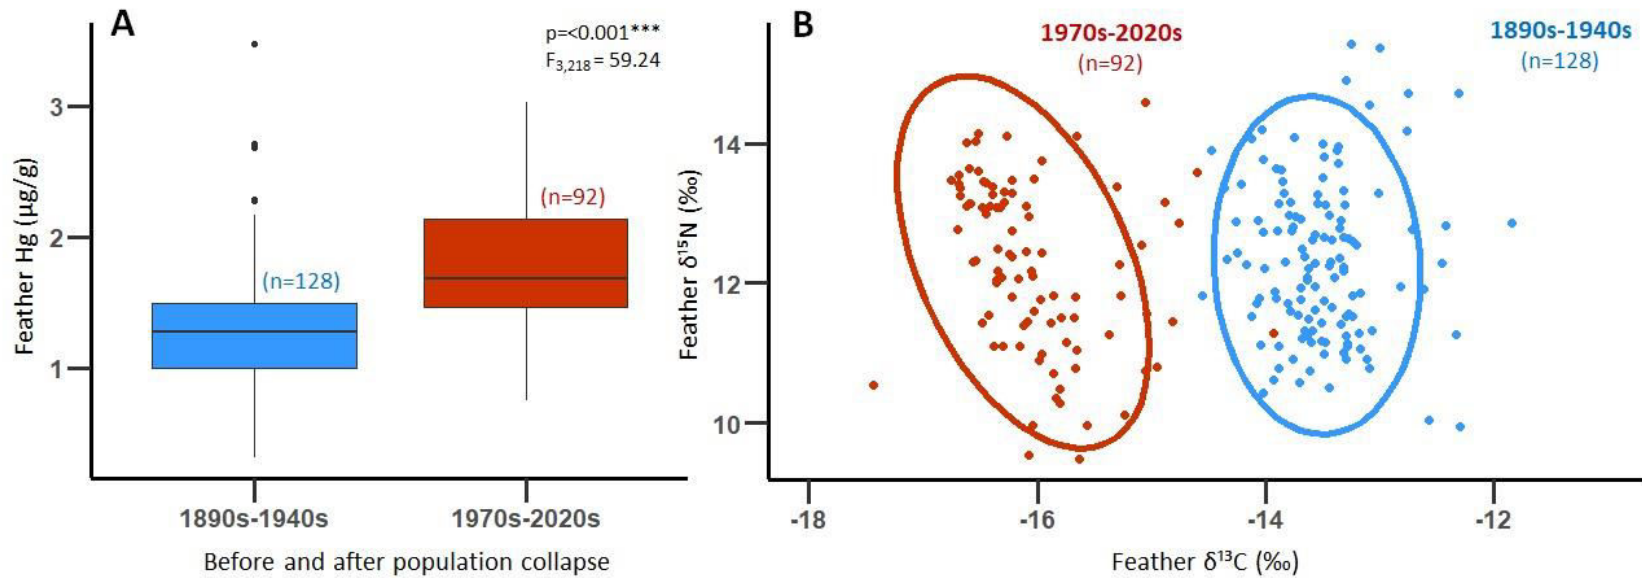 A
p=<0.001***
F3,218 = 59.24
Feather Hg (µg/g)
3
2
1
(n=128)
(n=92)
1890s-1940s
1970s-2020s
Before and after population collapse
B
1970s-2020s
(n=92)
1890s-1940s
(n=128)
Feather δ¹⁵N (‰)
14
12
10
-18
-16
-14
-12
Feather δ¹³C (‰)